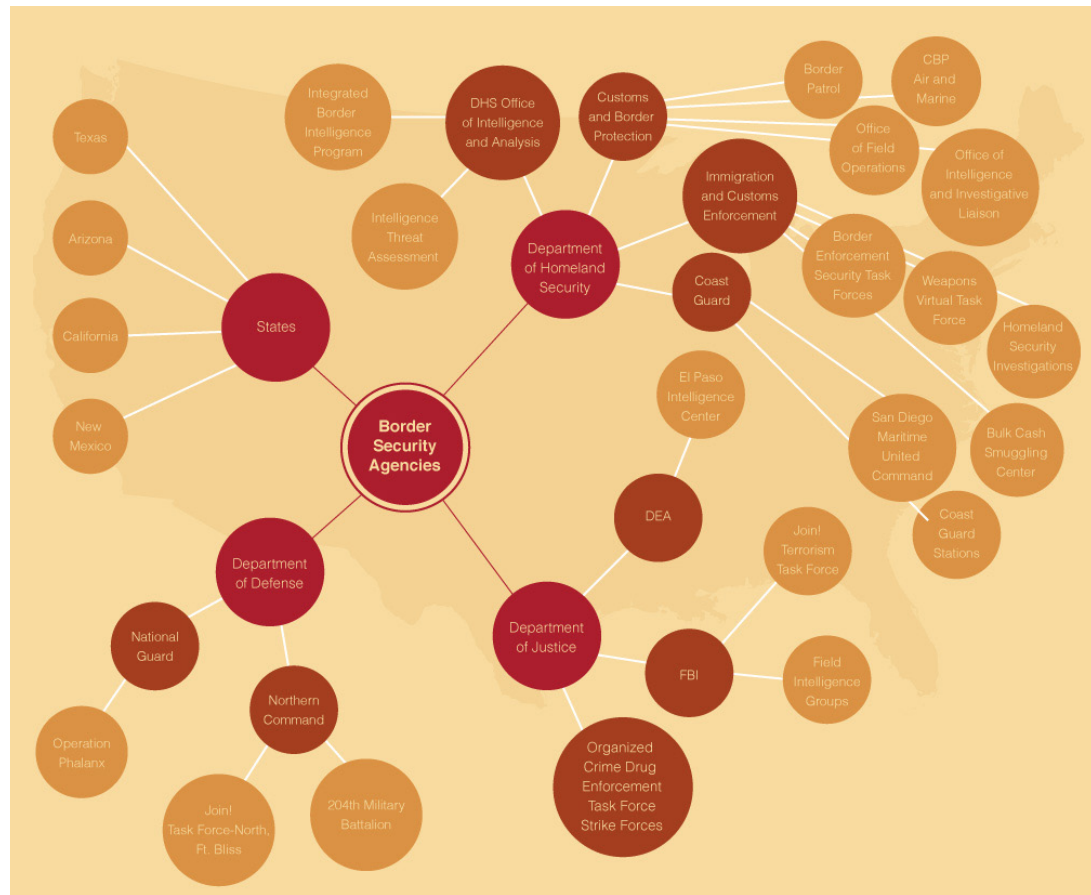 Border
Security
Agencies
States
Texas
Arizona
California
New
Mexico
Department
of Homeland
Security
DHS Office
of Intelligence
and Analysis
Integrated
Border
Intelligence
Program
Intelligence
Threat
Assessment
Customs
and Border
Protection
Border
Patrol
CBP
Air and
Marine
Office
of Field
Operations
Office of
Intelligence
and Investigative
Liaison
Immigration
and Customs
Enforcement
Border
Enforcement
Security Task
Forces
Weapons
Virtual Task
Force
Homeland
Security
Investigations
Bulk Cash
Smuggling
Center
Coast
Guard
San Diego
Maritime
United
Command
Coast
Guard
Stations
Department
of Defense
National
Guard
Operation
Phalanx
Northern
Command
Join!
Task Force-North,
Ft. Bliss
204th Military
Battalion
Department
of Justice
DEA
El Paso
Intelligence
Center
FBI
Join!
Terrorism
Task Force
Field
Intelligence
Groups
Organized
Crime Drug
Enforcement
Task Force
Strike Forces